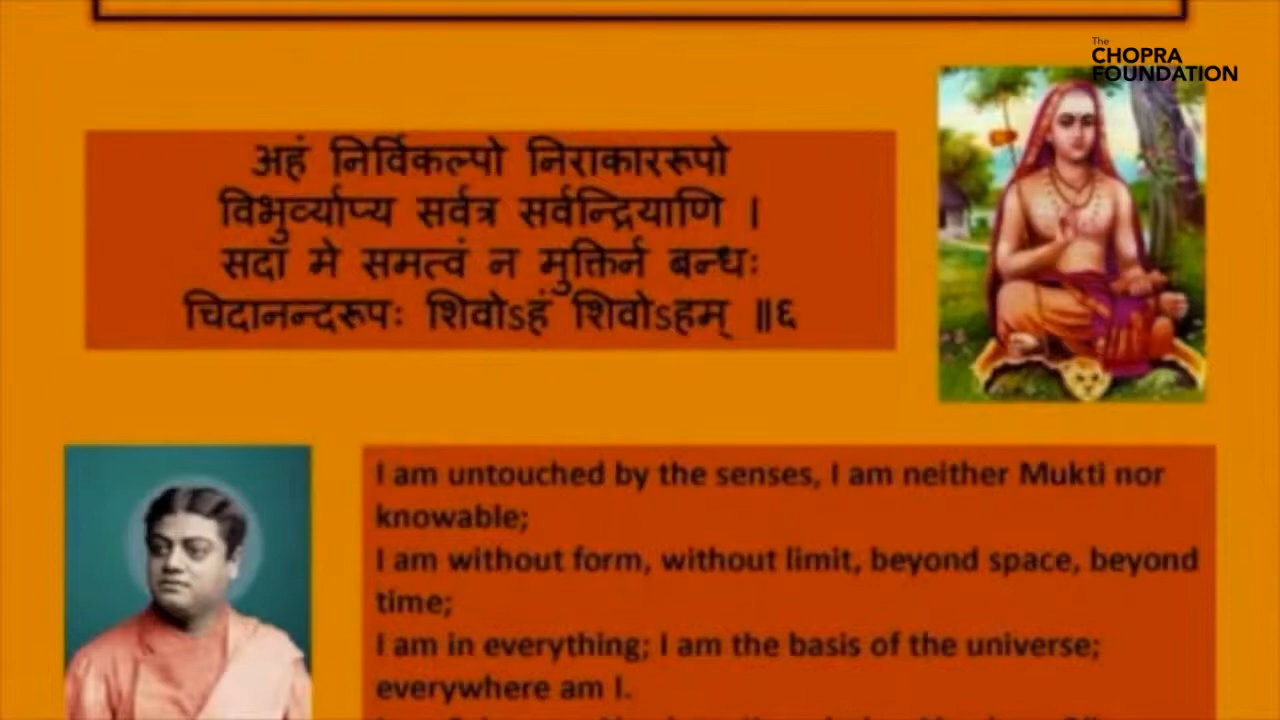 The
CHOPRA
FOUNDATION
अहं निर्विकल्पो निराकाररूपो
विभुर्व्याप्य सर्वत्र सर्वेन्द्रियाणि ।
सदा मे समत्वं न मुक्तिर्न बन्धः
चिदानन्दरूपः शिवोऽहं शिवोऽहम् ॥६
I am untouched by the senses, I am neither Mukti nor
knowable;
I am without form, without limit, beyond space, beyond
time;
I am in everything; I am the basis of the universe;
everywhere am I.